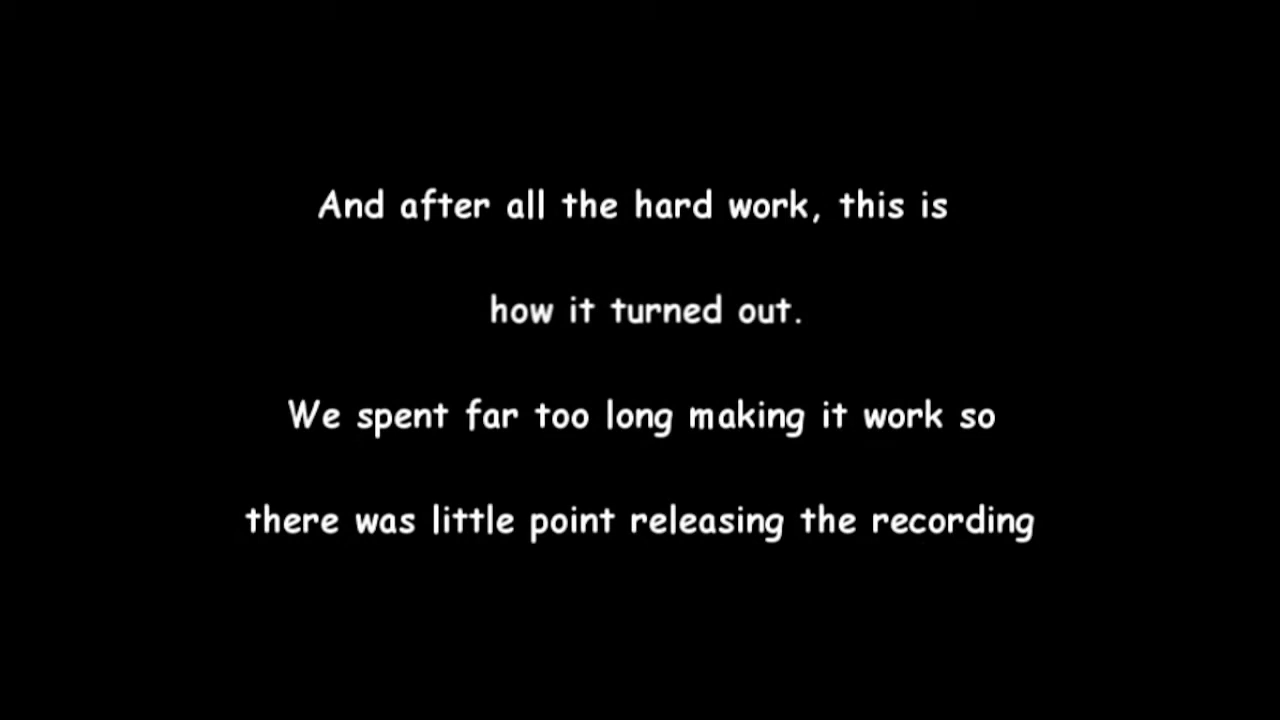 And after all the hard work, this is
how it turned out.
We spent far too long making it work so
there was little point releasing the recording